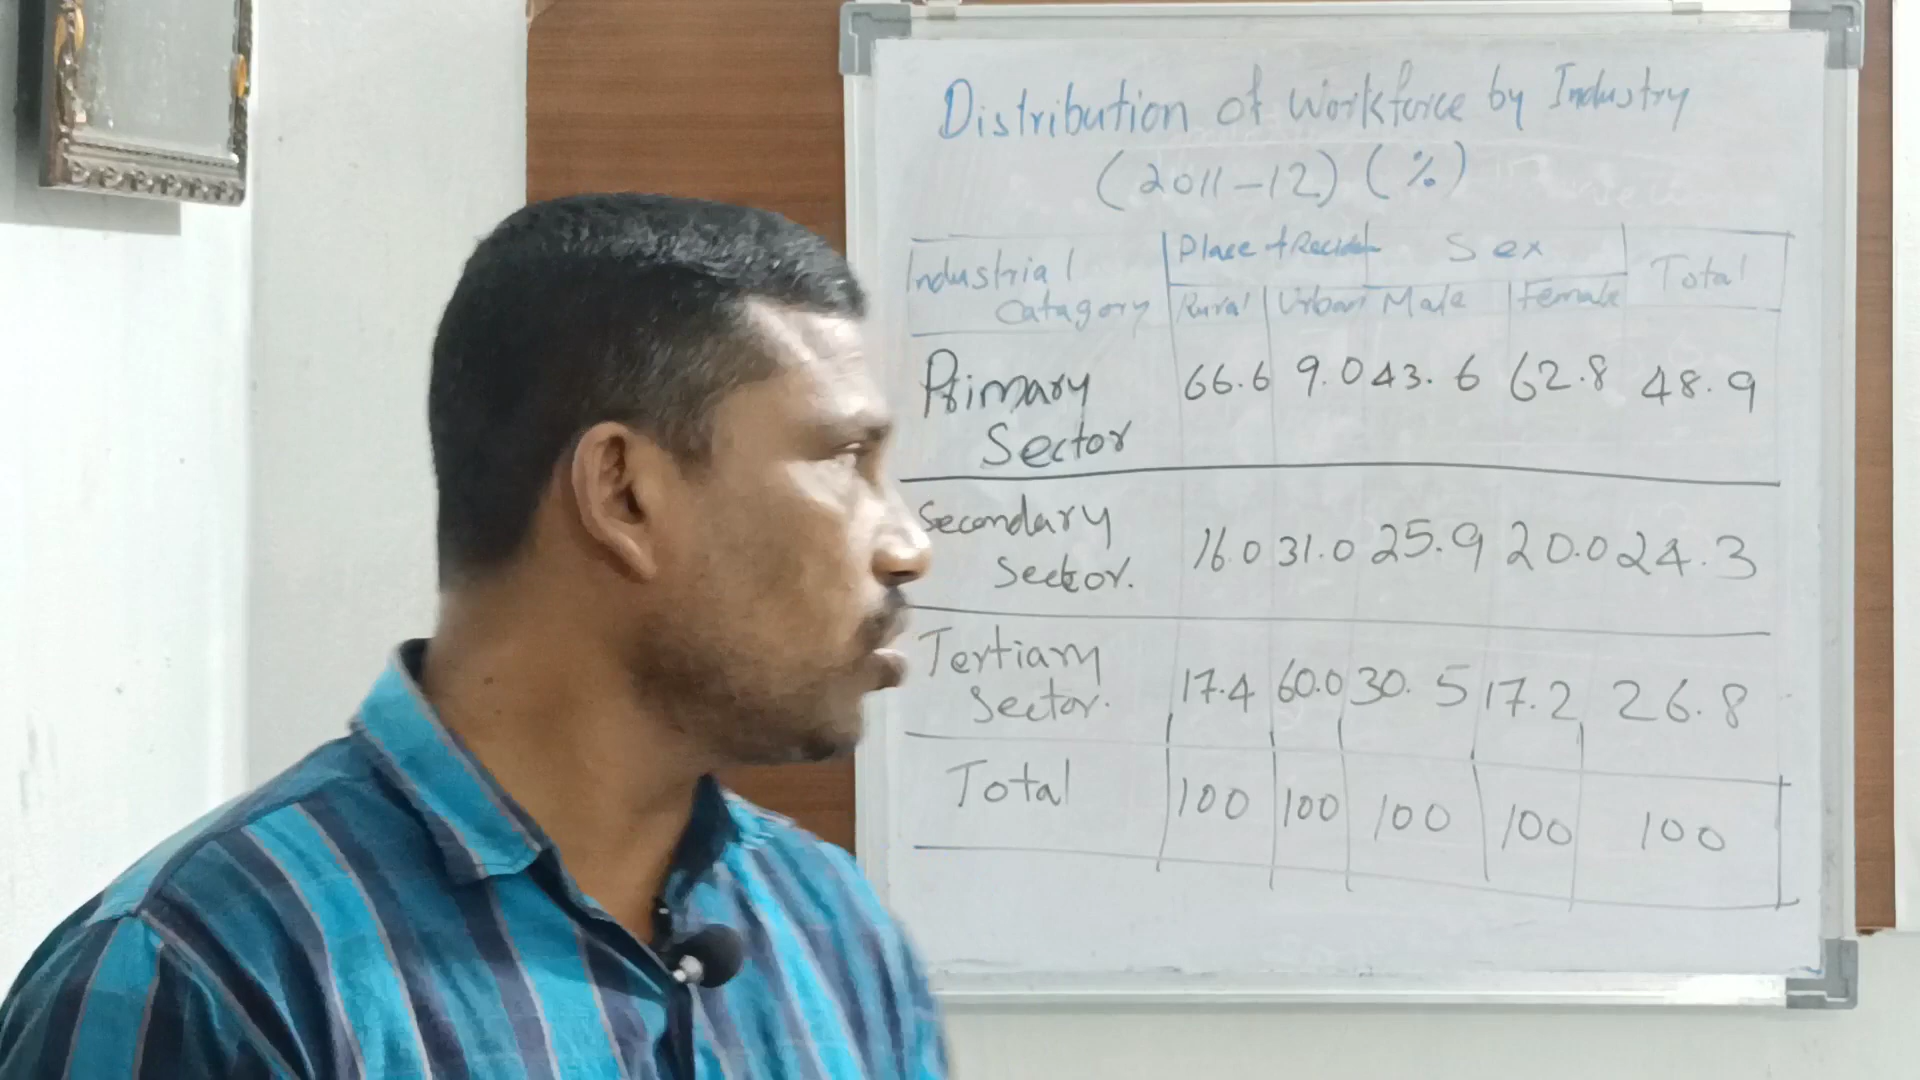 Distribution of Workforce by Industry
(2011-12) (%)
Industrial Catagory Place of Sex Total
Rural Urban Male Female
Primary Sector 66.6 9.0 43.6 62.8 48.9
Secondary Sector. 16.0 31.0 25.9 20.0 24.3
Tertiary Sector. 17.4 60.0 30.5 17.2 26.8
Total 100 100 100 100 100